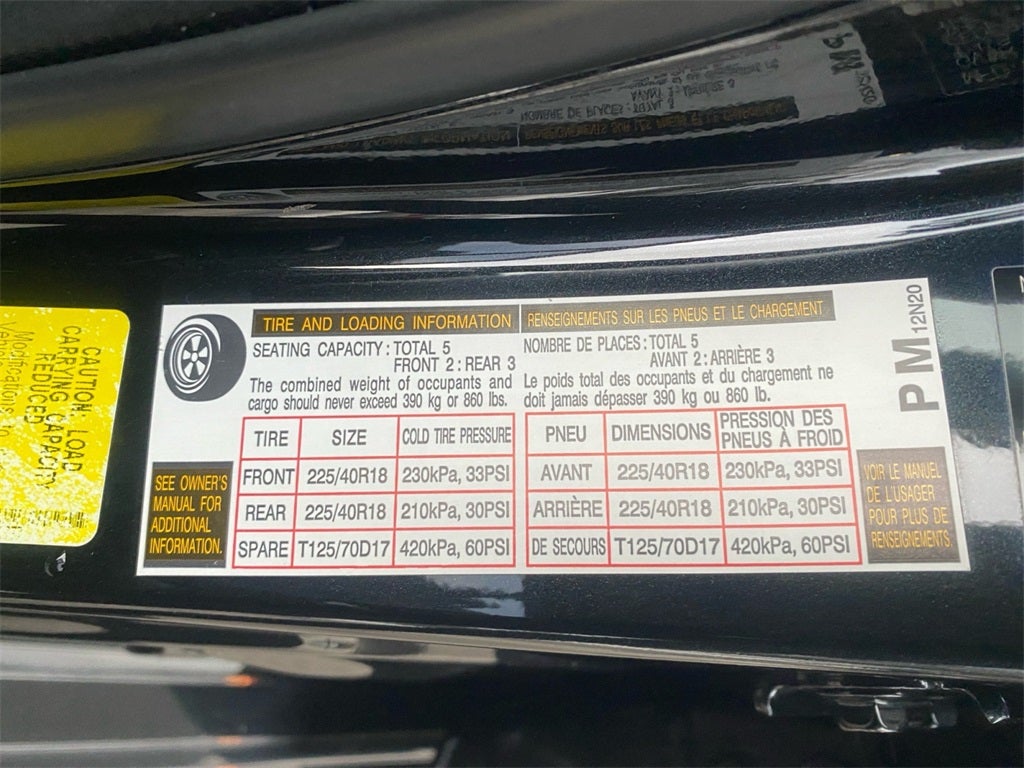 TIRE AND LOADING INFORMATION
SEATING CAPACITY : TOTAL 5
FRONT 2 : REAR 3
The combined weight of occupants and
cargo should never exceed 390 kg or 860 lbs.
RENSEIGNEMENTS SUR LES PNEUS ET LE CHARGEMENT
NOMBRE DE PLACES : TOTAL 5
AVANT 2 : ARRIÈRE 3
Le poids total des occupants et du chargement ne
doit jamais dépasser 390 kg ou 860 lb.
TIRE SIZE COLD TIRE PRESSURE
FRONT 225/40R18 230kPa, 33PSI
REAR 225/40R18 210kPa, 30PSI
SPARE T125/70D17 420kPa, 60PSI
PNEU DIMENSIONS PRESSION DES
PNEUS À FROID
AVANT 225/40R18 230kPa, 33PSI
ARRIÈRE 225/40R18 210kPa, 30PSI
DE SECOURS T125/70D17 420kPa, 60PSI
SEE OWNER'S
MANUAL FOR
ADDITIONAL
INFORMATION.
VOIR LE MANUEL
DE L'USAGER
POUR PLUS DE
RENSEIGNEMENTS.
PM 12N20
CAUTION: LOAD
CARRYING CAPACITY
REDUCED
Modifications to